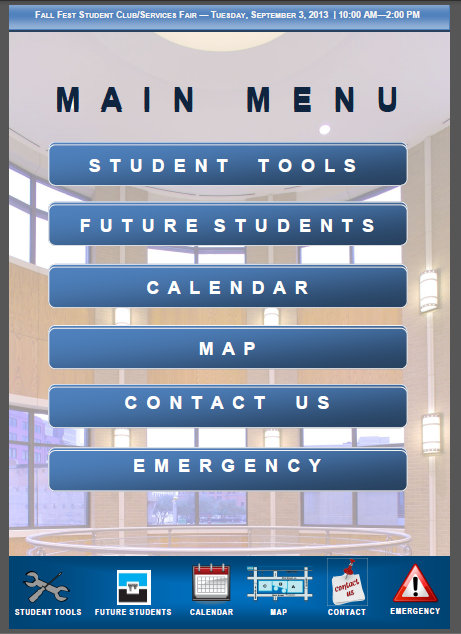 Fall Fest Student Club/Services Fair — Tuesday, September 3, 2013 | 10:00 AM—2:00 PM
MAIN MENU
STUDENT TOOLS
FUTURE STUDENTS
CALENDAR
MAP
CONTACT US
EMERGENCY
Contact
us
STUDENT TOOLS
FUTURE STUDENTS
CALENDAR
MAP
CONTACT
EMERGENCY